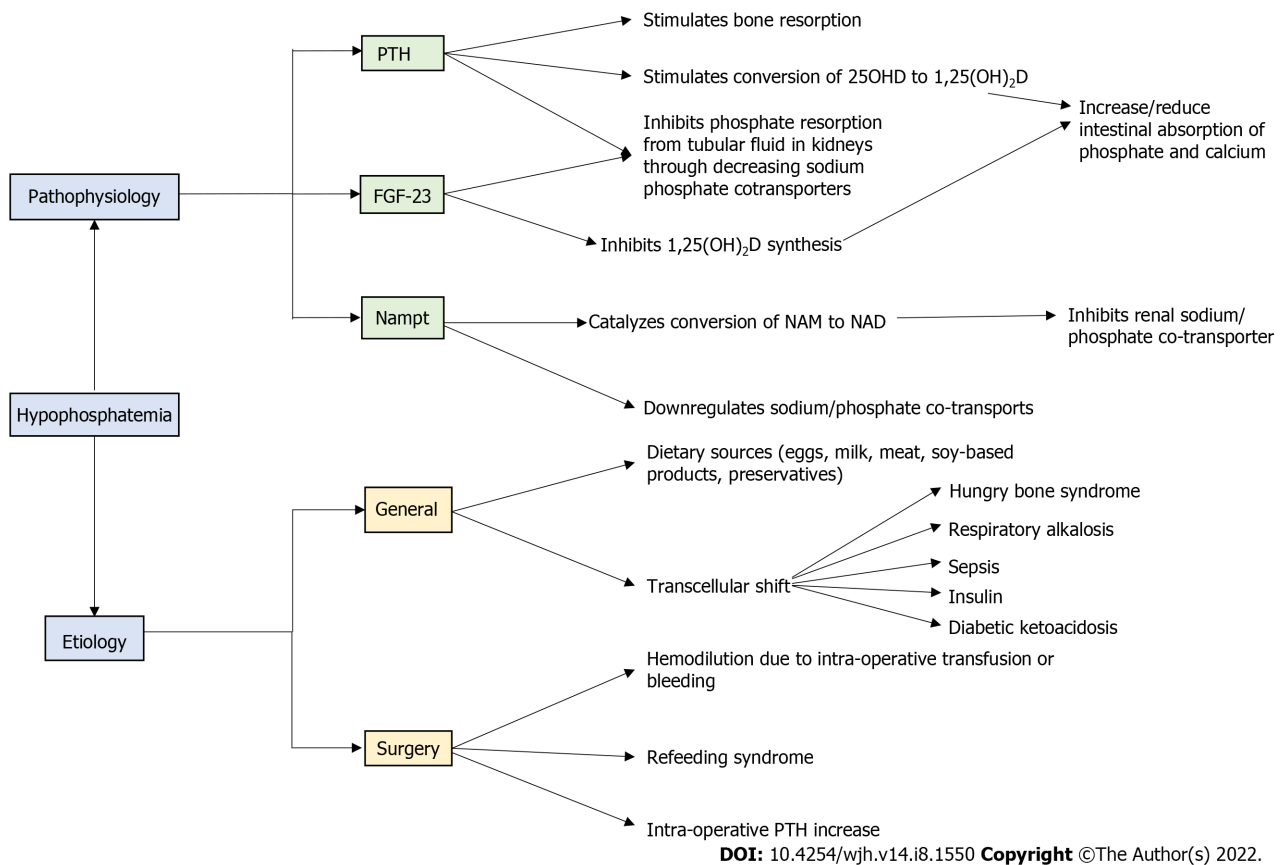 PTH
Stimulates bone resorption
Stimulates conversion of 25OHD to 1,25(OH)₂D
Inhibits phosphate resorption
from tubular fluid in kidneys
through decreasing sodium
phosphate cotransporters
Increase/reduce
intestinal absorption of
phosphate and calcium
Pathophysiology
FGF-23
Inhibits 1,25(OH)₂D synthesis
Nampt
Catalyzes conversion of NAM to NAD
Inhibits renal sodium/
phosphate co-transporter
Downregulates sodium/phosphate co-transports
Hypophosphatemia
General
Dietary sources (eggs, milk, meat, soy-based
products, preservatives)
Transcellular shift
Hungry bone syndrome
Respiratory alkalosis
Sepsis
Insulin
Diabetic ketoacidosis
Etiology
Surgery
Hemodilution due to intra-operative transfusion or
bleeding
Refeeding syndrome
Intra-operative PTH increase
DOI: 10.4254/wjh.v14.i8.1550 Copyright ©The Author(s) 2022.